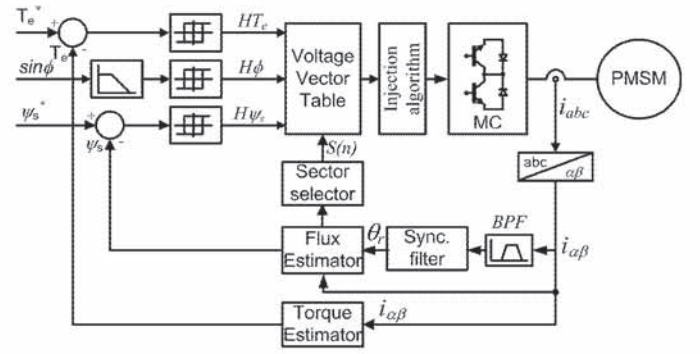 Te* + HTe
Te -
sinϕ Hϕ
ψs* + Hψs
ψs -
Voltage
Vector
Table
Injection
algorithm
MC
PMSM
iabc
abc
αβ
S(n)
Sector
selector
Flux
Estimator
θr
Sync.
filter
BPF
iαβ
Torque
Estimator
iαβ